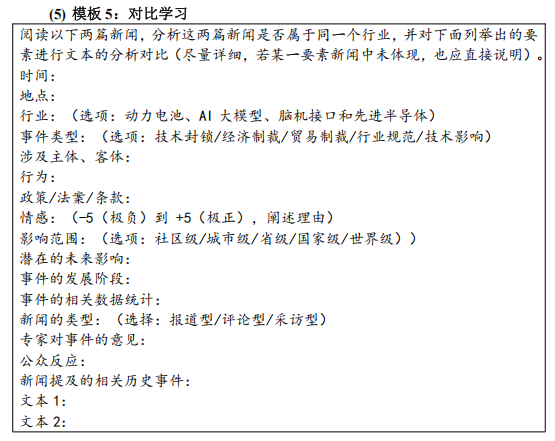 (5) 模板 5：对比学习
阅读以下两篇新闻，分析这两篇新闻是否属于同一个行业，并对下面列举出的要
素进行文本的分析对比（尽量详细，若某一要素新闻中未体现，也应直接说明）。
时间：
地点：
行业：（选项：动力电池、AI 大模型、脑机接口和先进半导体）
事件类型：（选项：技术封锁/经济制裁/贸易制裁/行业规范/技术影响）
涉及主体、客体：
行为：
政策/法案/条款：
情感：（-5（极负）到 +5（极正），阐述理由）
影响范围：（选项：社区级/城市级/省级/国家级/世界级））
潜在的未来影响：
事件的发展阶段：
事件的相关数据统计：
新闻的类型：（选择：报道型/评论型/采访型）
专家对事件的意见：
公众反应：
新闻提及的相关历史事件：
文本 1：
文本 2：